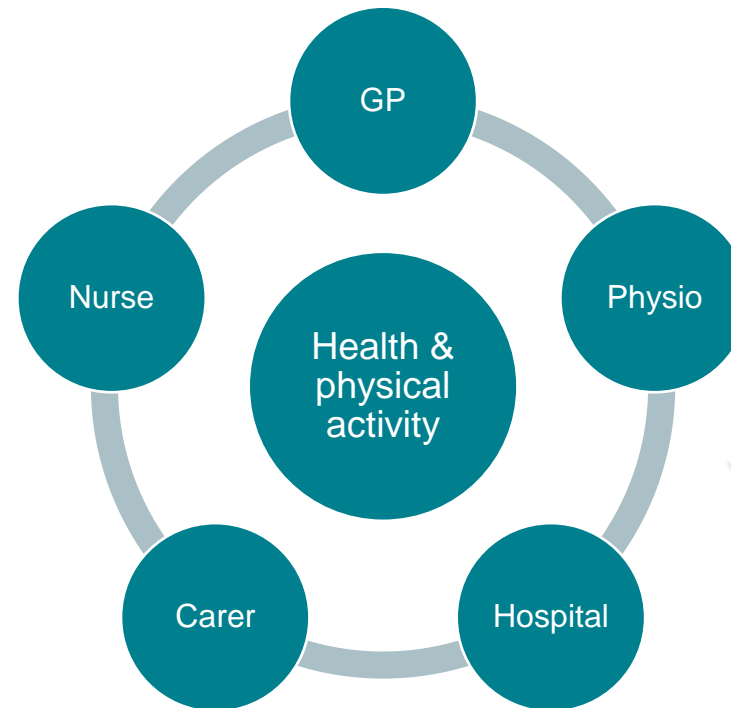 GP
Nurse
Physio
Health &
physical
activity
Carer
Hospital